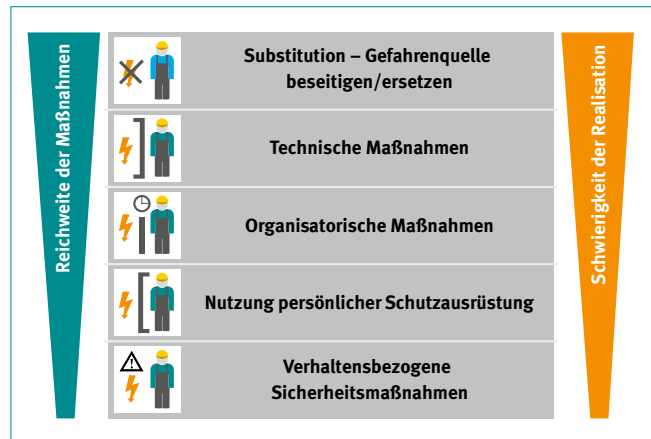 Reichweite der Maßnahmen
Substitution – Gefahrenquelle
beseitigen/ersetzen
Technische Maßnahmen
Organisatorische Maßnahmen
Nutzung persönlicher Schutzausrüstung
Verhaltensbezogene
Sicherheitsmaßnahmen
Schwierigkeit der Realisation